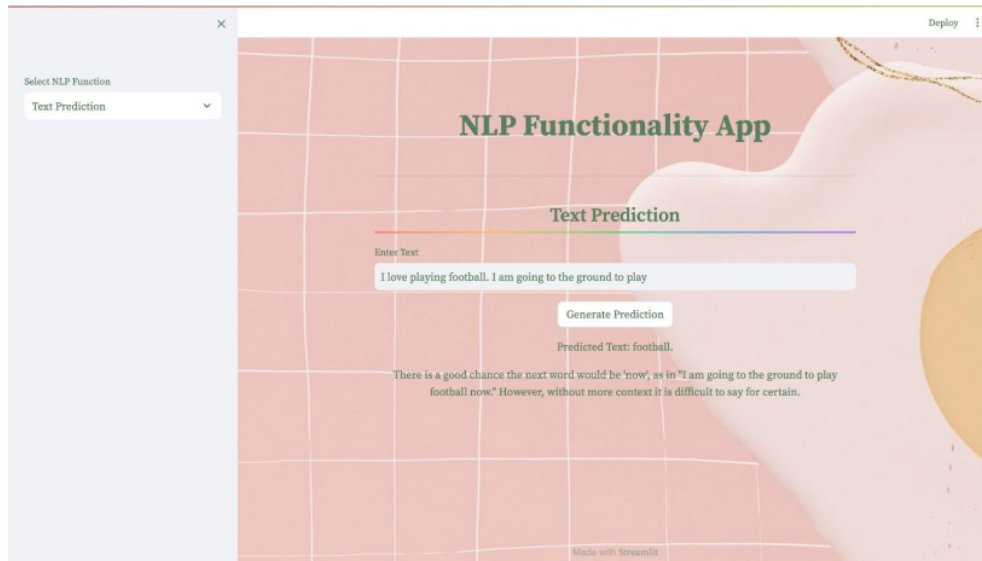 Deploy
Select NLP Function
Text Prediction
NLP Functionality App
Text Prediction
Enter Text
I love playing football. I am going to the ground to play
Generate Prediction
Predicted Text: football.
There is a good chance the next word would be 'now', as in "I am going to the ground to play
football now." However, without more context it is difficult to say for certain.
Made with Streamlit